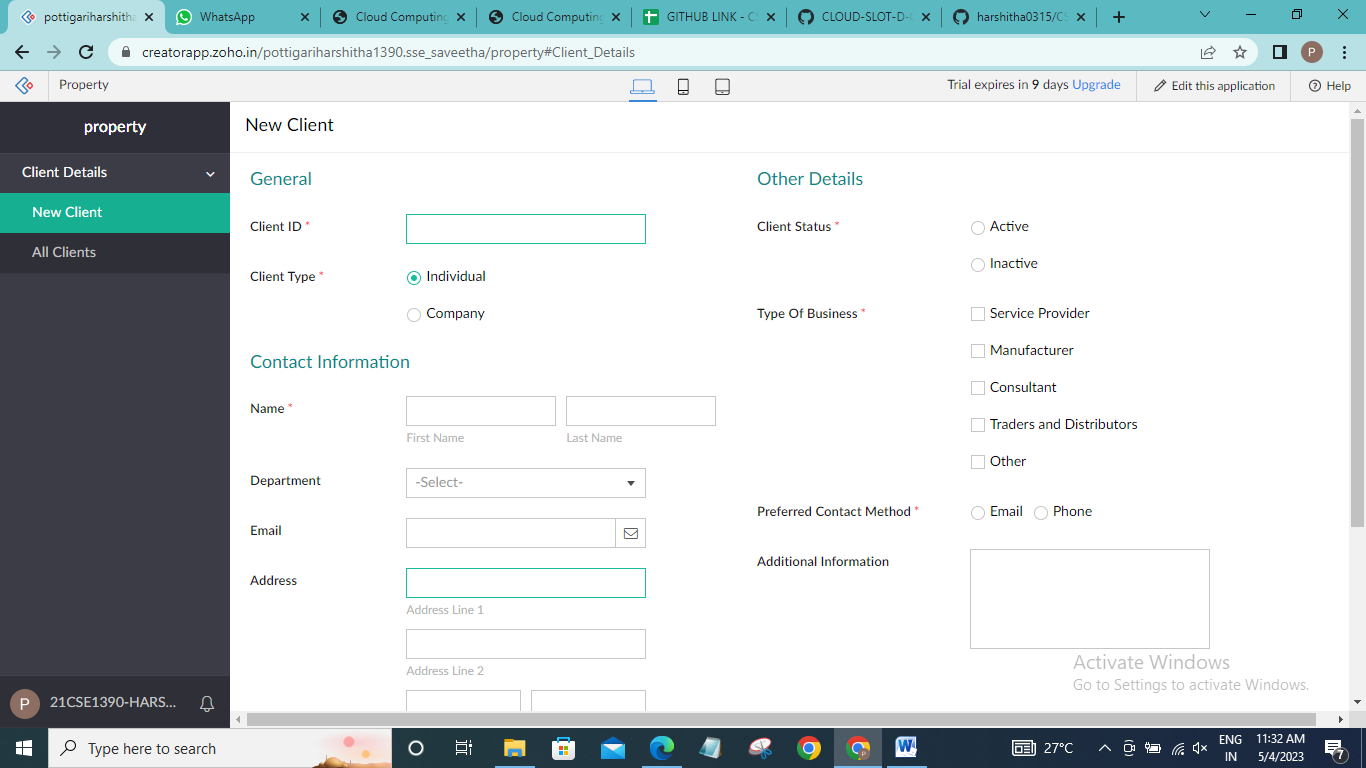 pottigariharshitha
WhatsApp
Cloud Computing
Cloud Computing
GITHUB LINK - CS
CLOUD-SLOT-D-
harshitha0315/CS
creatorapp.zoho.in/pottigariharshitha1390.sse_saveetha/property#Client_Details
P
Property
Trial expires in 9 days Upgrade
Edit this application
Help
property
Client Details
New Client
All Clients
21CSE1390-HARS...
P
New Client
General
Client ID *
Client Type *
Individual
Company
Contact Information
Name *
First Name
Last Name
Department
-Select-
Email
Address
Address Line 1
Address Line 2
Other Details
Client Status *
Active
Inactive
Type Of Business *
Service Provider
Manufacturer
Consultant
Traders and Distributors
Other
Preferred Contact Method *
Email
Phone
Additional Information
Activate Windows
Go to Settings to activate Windows.
Type here to search
27°C
ENG
IN
11:32 AM
5/4/2023
7